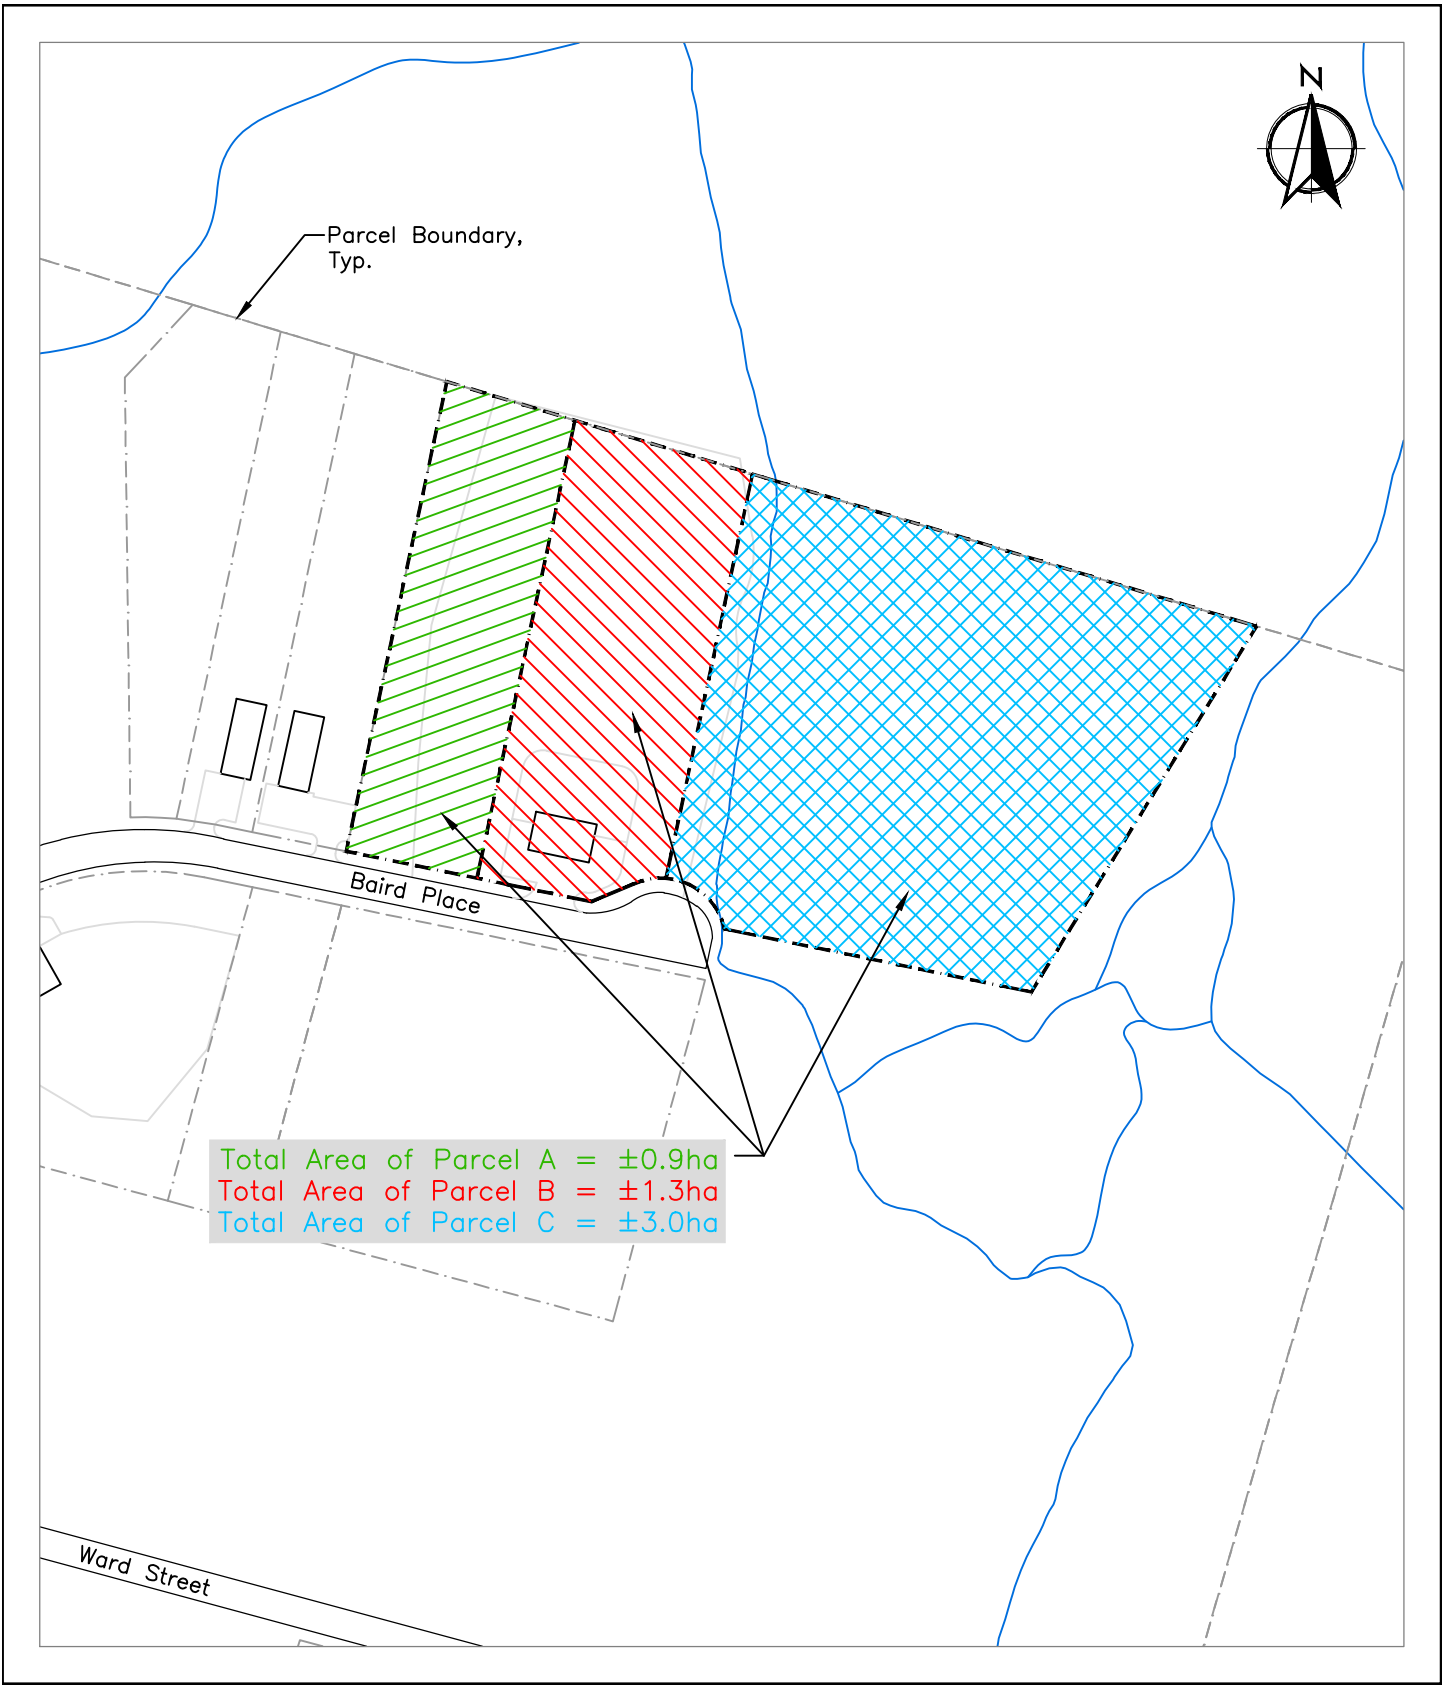 N
Parcel Boundary,
Typ.
Baird Place
Total Area of Parcel A = ±0.9ha
Total Area of Parcel B = ±1.3ha
Total Area of Parcel C = ±3.0ha
Ward Street